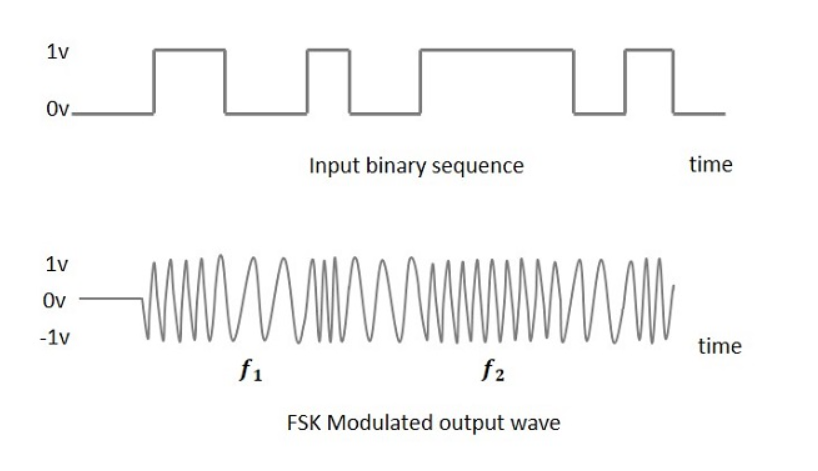 1v
0v
Input binary sequence time
1v
0v
-1v
time
f1 f2
FSK Modulated output wave